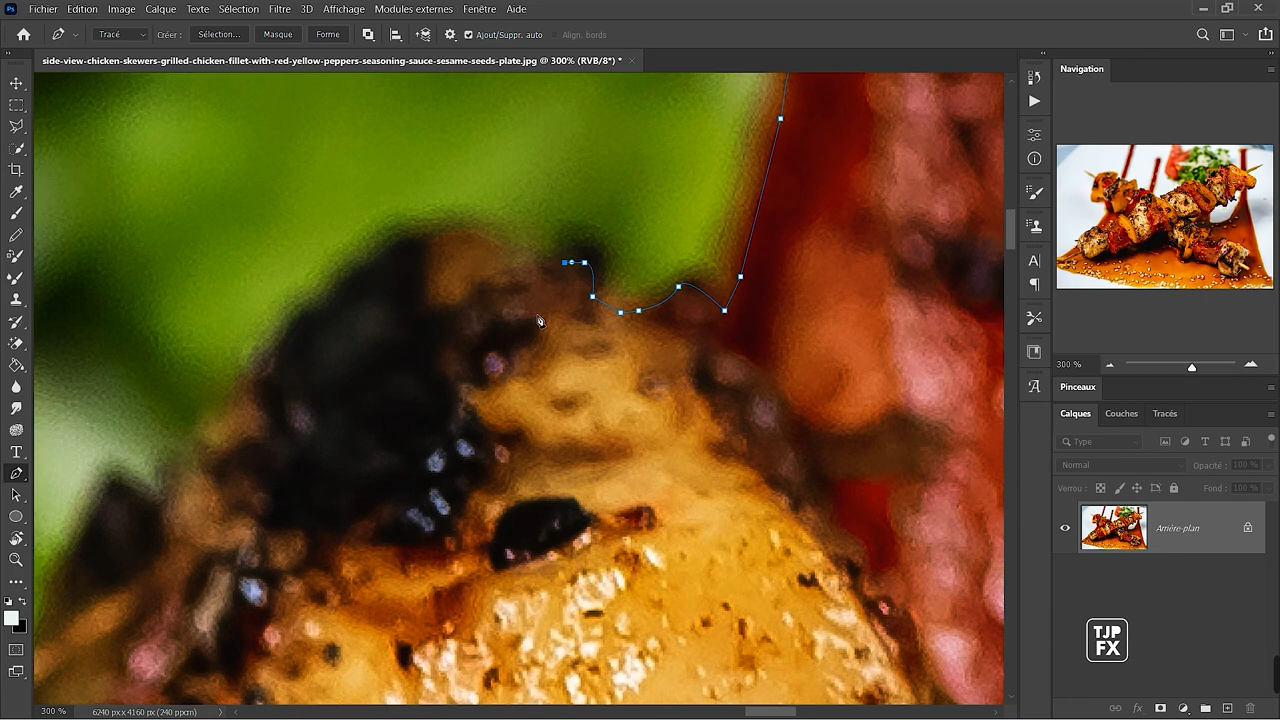 Ps Fichier Edition Image Calque Texte Sélection Filtre 3D Affichage Modules externes Fenêtre Aide
Tracé Créer : Sélection... Masque Forme Ajout/Suppr. auto Align. bords
side-view-chicken-skewers-grilled-chicken-fillet-with-red-yellow-peppers-seasoning-sauce-sesame-seeds-plate.jpg @ 300% (RVB/8*) *
Navigation
300 %
Pinceaux
Calques Couches Tracés
Type
Normal Opacité : 100 %
Verrou : Fond : 100 %
Arrière-plan
TJP
FX
fx
300 % 6240 px x 4160 px (240 ppcm)